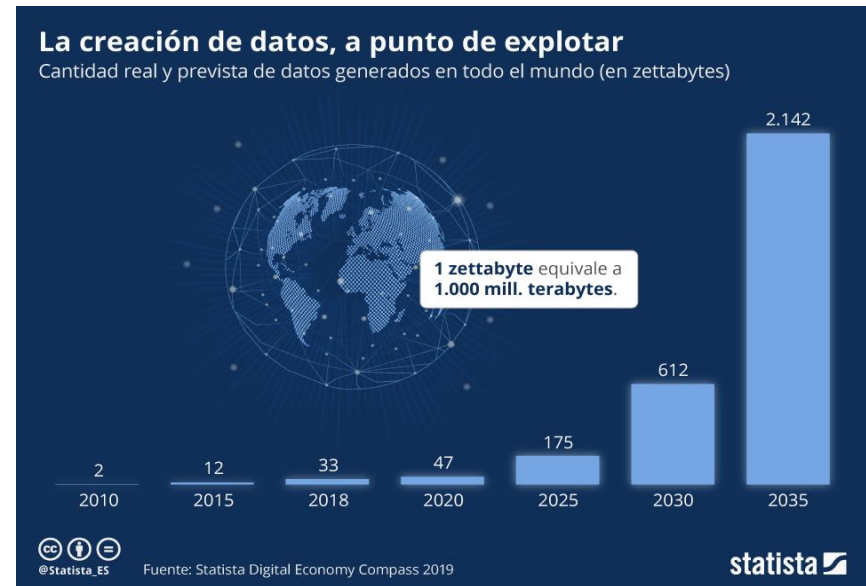 La creación de datos, a punto de explotar
Cantidad real y prevista de datos generados en todo el mundo (en zettabytes)
2.142
1 zettabyte equivale a
1.000 mill. terabytes.
612
175
47
33
12
2
2010 2015 2018 2020 2025 2030 2035
cc
@Statista_ES
Fuente: Statista Digital Economy Compass 2019
statista